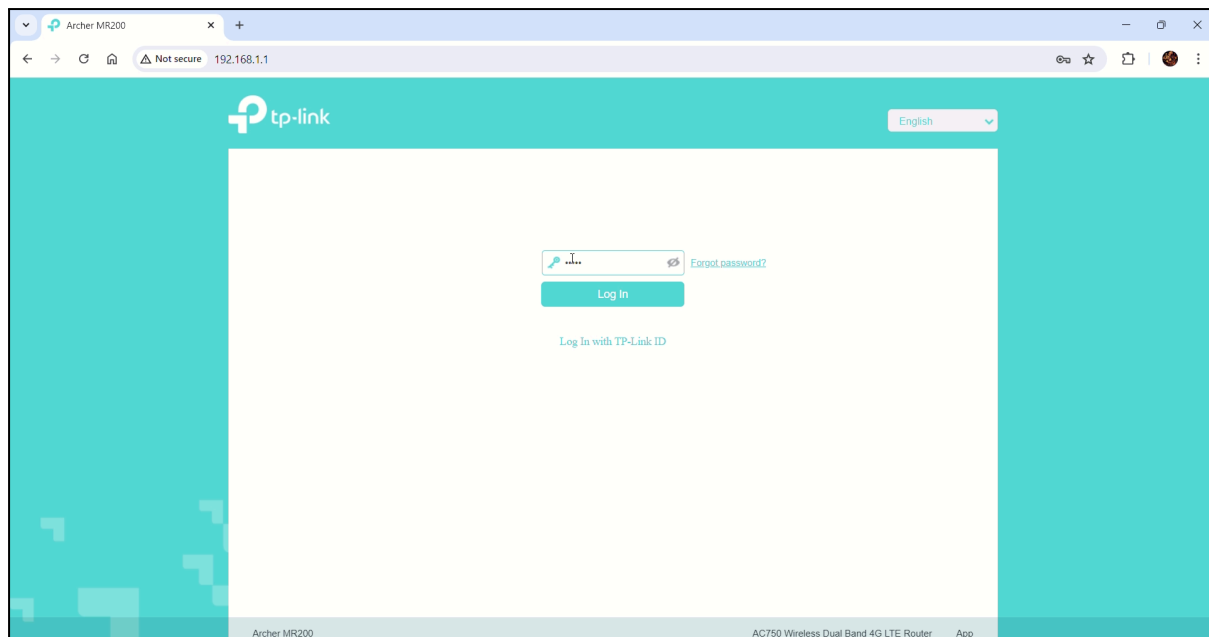 Archer MR200
Not secure 192.168.1.1
tp-link
English
•••••
Forgot password?
Log In
Log In with TP-Link ID
Archer MR200 AC750 Wireless Dual Band 4G LTE Router App